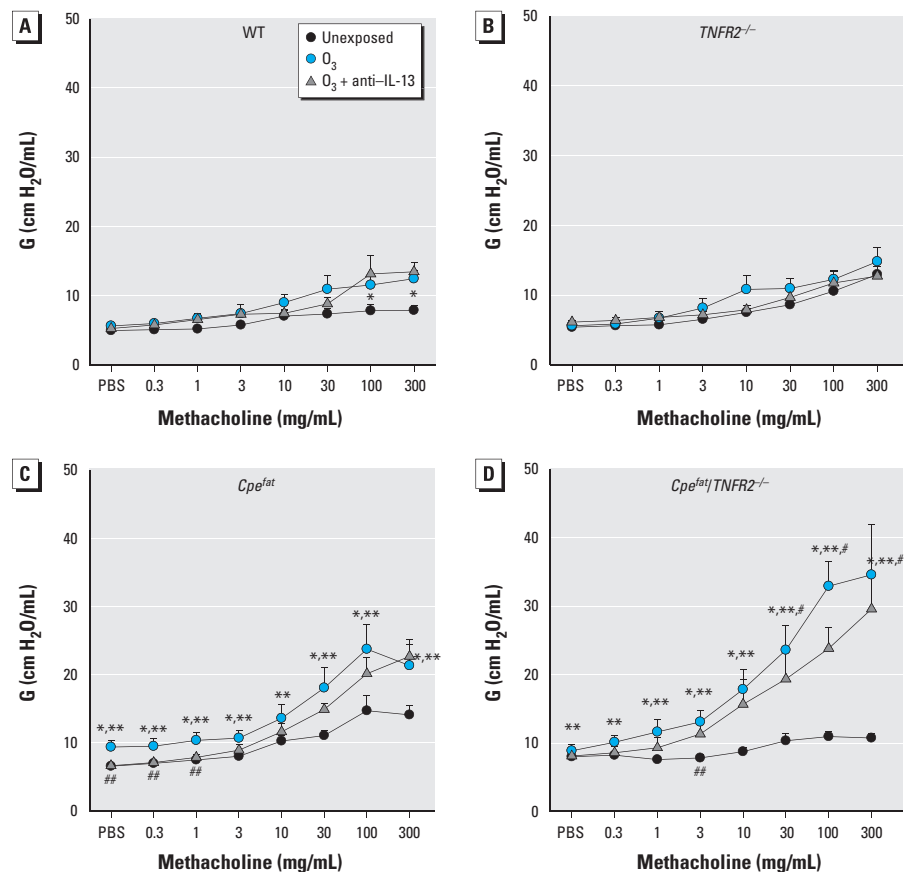 A
WT
Unexposed
O3
O3 + anti–IL-13
50
40
30
20
10
0
G (cm H2O/mL)
*
*
PBS 0.3 1 3 10 30 100 300
Methacholine (mg/mL)
B
TNFR2–/–
50
40
30
20
10
0
G (cm H2O/mL)
PBS 0.3 1 3 10 30 100 300
Methacholine (mg/mL)
C
Cpefat
50
40
30
20
10
0
G (cm H2O/mL)
*,** *,** *,** *,** ** *,** *,** *,**
## ## ##
PBS 0.3 1 3 10 30 100 300
Methacholine (mg/mL)
D
Cpefat/TNFR2–/–
50
40
30
20
10
0
G (cm H2O/mL)
** ** *,** *,** *,** *,**,# *,**,# *,**,#
##
PBS 0.3 1 3 10 30 100 300
Methacholine (mg/mL)